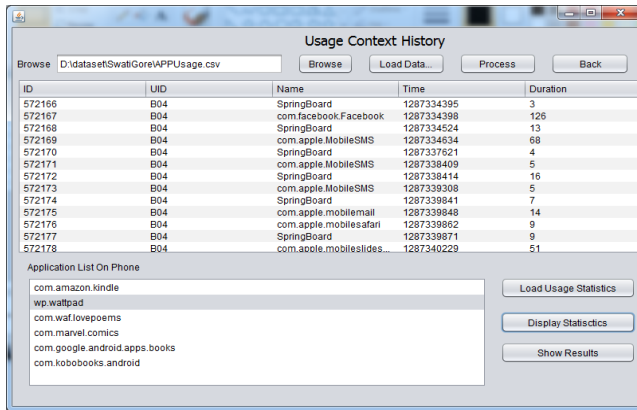 Usage Context History
Browse D:\dataset\SwatiGore\APPUsage.csv Browse Load Data... Process Back
ID UID Name Time Duration
572166 B04 SpringBoard 1287334395 3
572167 B04 com.facebook.Facebook 1287334398 126
572168 B04 SpringBoard 1287334524 13
572169 B04 com.apple.MobileSMS 1287334634 68
572170 B04 SpringBoard 1287337621 4
572171 B04 com.apple.MobileSMS 1287338409 5
572172 B04 SpringBoard 1287338414 16
572173 B04 com.apple.MobileSMS 1287339308 5
572174 B04 SpringBoard 1287339841 7
572175 B04 com.apple.mobilemail 1287339848 14
572176 B04 com.apple.mobilesafari 1287339862 9
572177 B04 SpringBoard 1287339871 9
572178 B04 com.apple.mobileslides... 1287340229 51
Application List On Phone
com.amazon.kindle
wp.wattpad
com.waf.lovepoems
com.marvel.comics
com.google.android.apps.books
com.kobobooks.android
Load Usage Statistics
Display Statisctics
Show Results